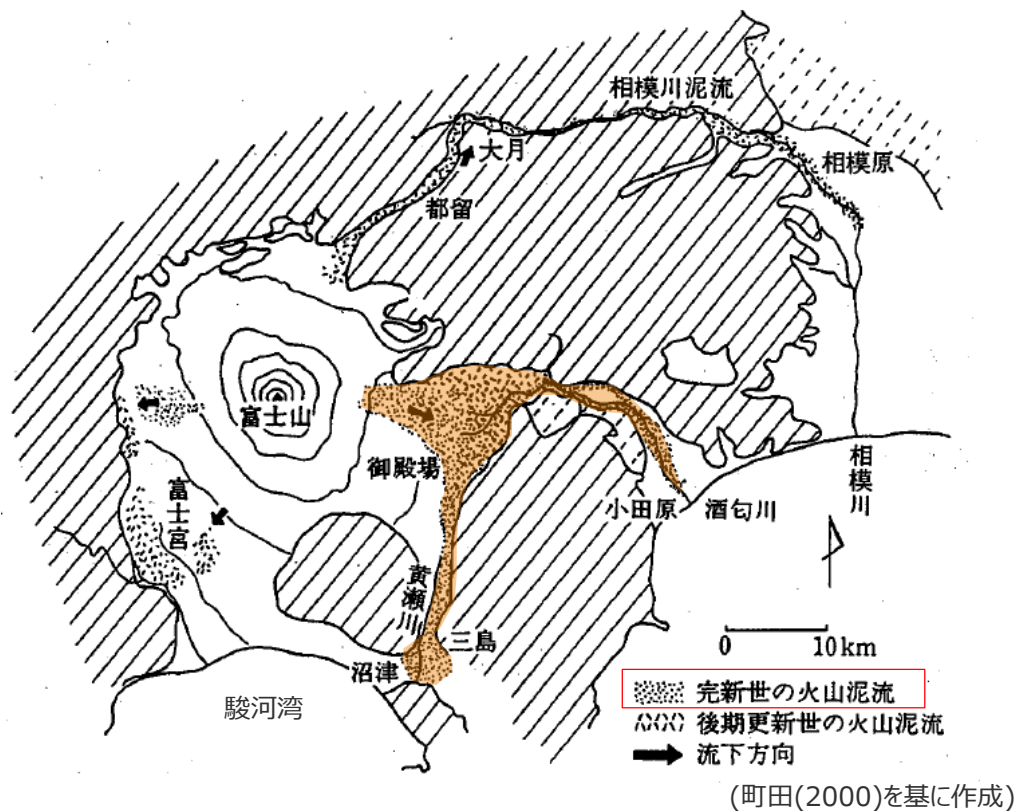 相模川泥流
大月
相模原
都留
富士山
御殿場
富士宮
小田原
酒匂川
相模川
黄瀬川
三島
沼津
駿河湾
0 10km
完新世の火山泥流
後期更新世の火山泥流
流下方向
(町田(2000)を基に作成)